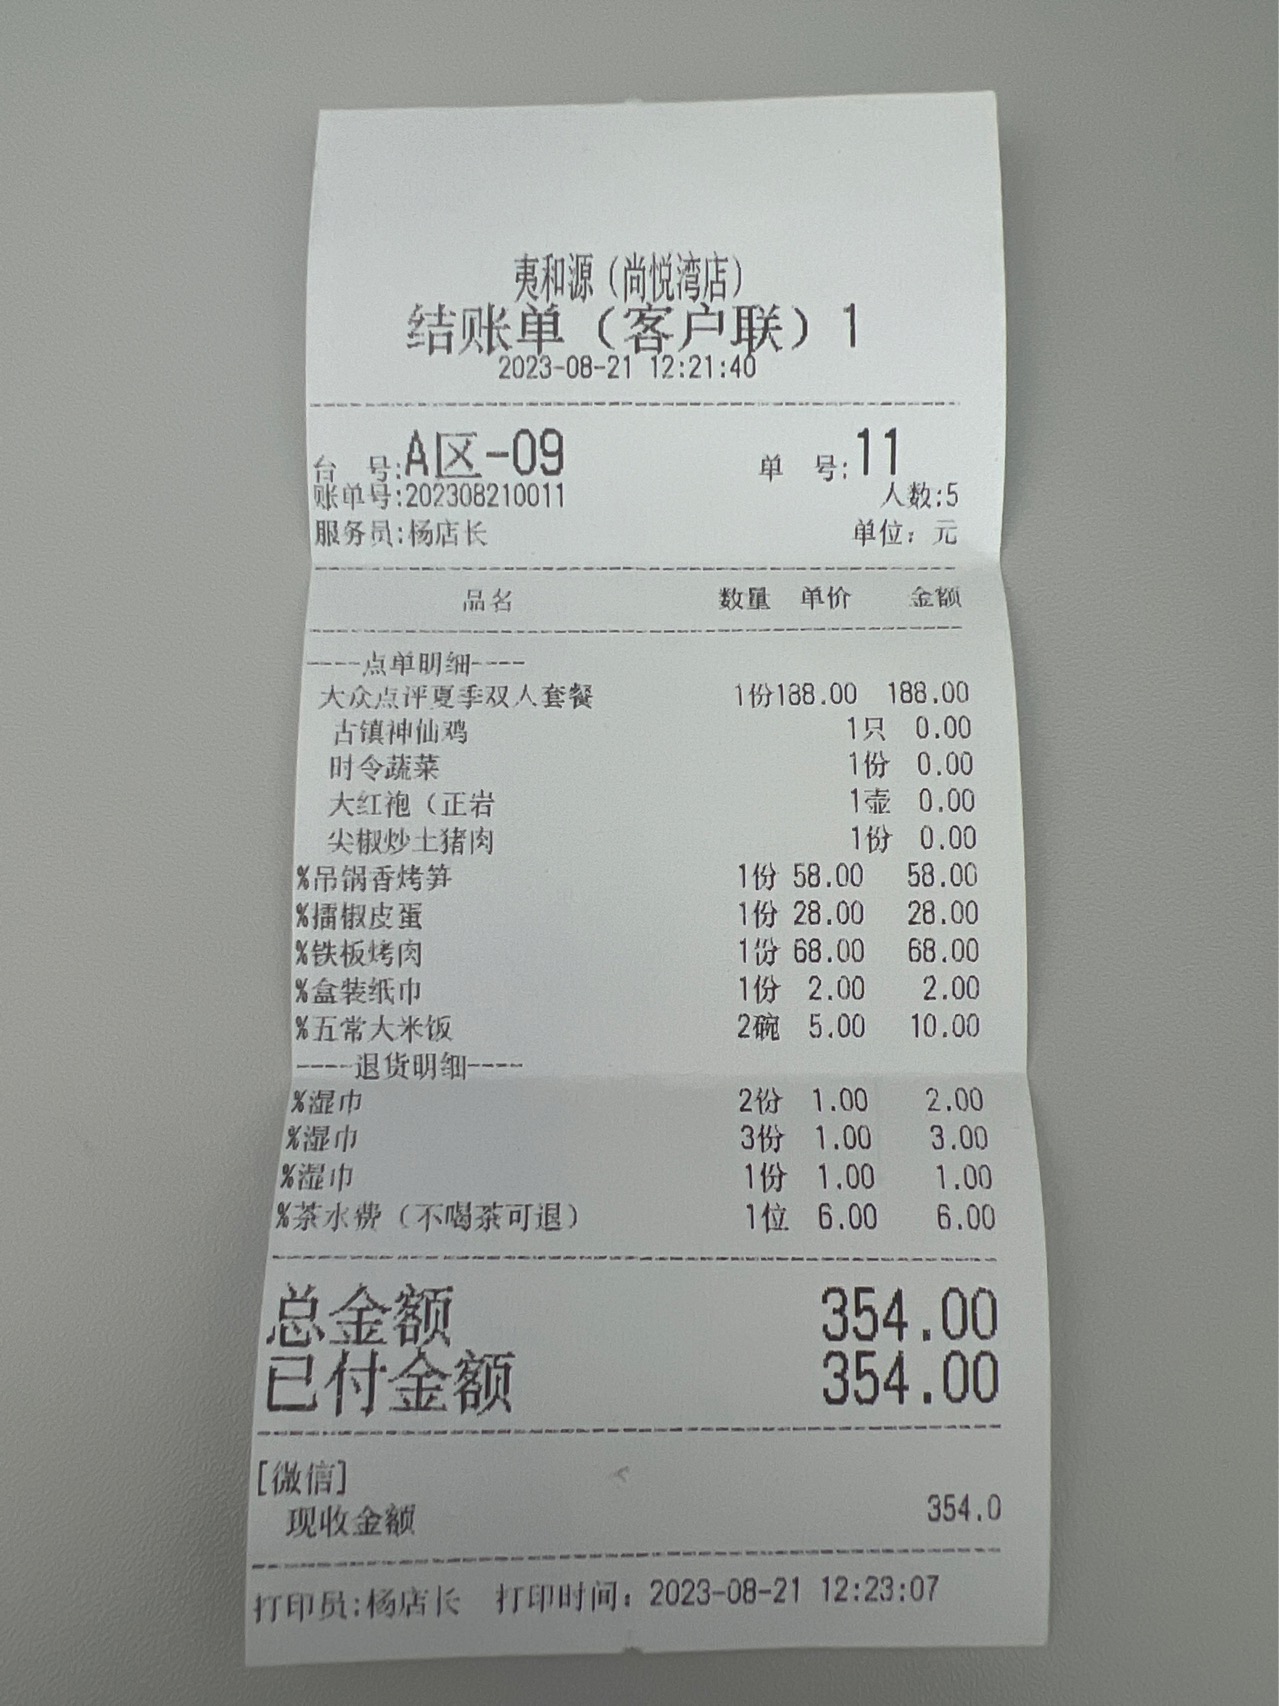 夷和源（尚悦湾店）
结账单（客户联）1
2023-08-21 12:21:40
台 号:A区-09 单 号:11
账单号:202308210011 人数:5
服务员:杨店长 单位：元
品名 数量 单价 金额
----点单明细----
大众点评夏季双人套餐 1份188.00 188.00
古镇神仙鸡 1只 0.00
时令蔬菜 1份 0.00
大红袍（正岩 1壶 0.00
尖椒炒土猪肉 1份 0.00
%吊锅香烤笋 1份 58.00 58.00
%擂椒皮蛋 1份 28.00 28.00
%铁板烤肉 1份 68.00 68.00
%盒装纸巾 1份 2.00 2.00
%五常大米饭 2碗 5.00 10.00
----退货明细----
%湿巾 2份 1.00 2.00
%湿巾 3份 1.00 3.00
%湿巾 1份 1.00 1.00
%茶水费（不喝茶可退） 1位 6.00 6.00
总金额 354.00
已付金额 354.00
[微信]
现收金额 354.0
打印员:杨店长 打印时间：2023-08-21 12:23:07